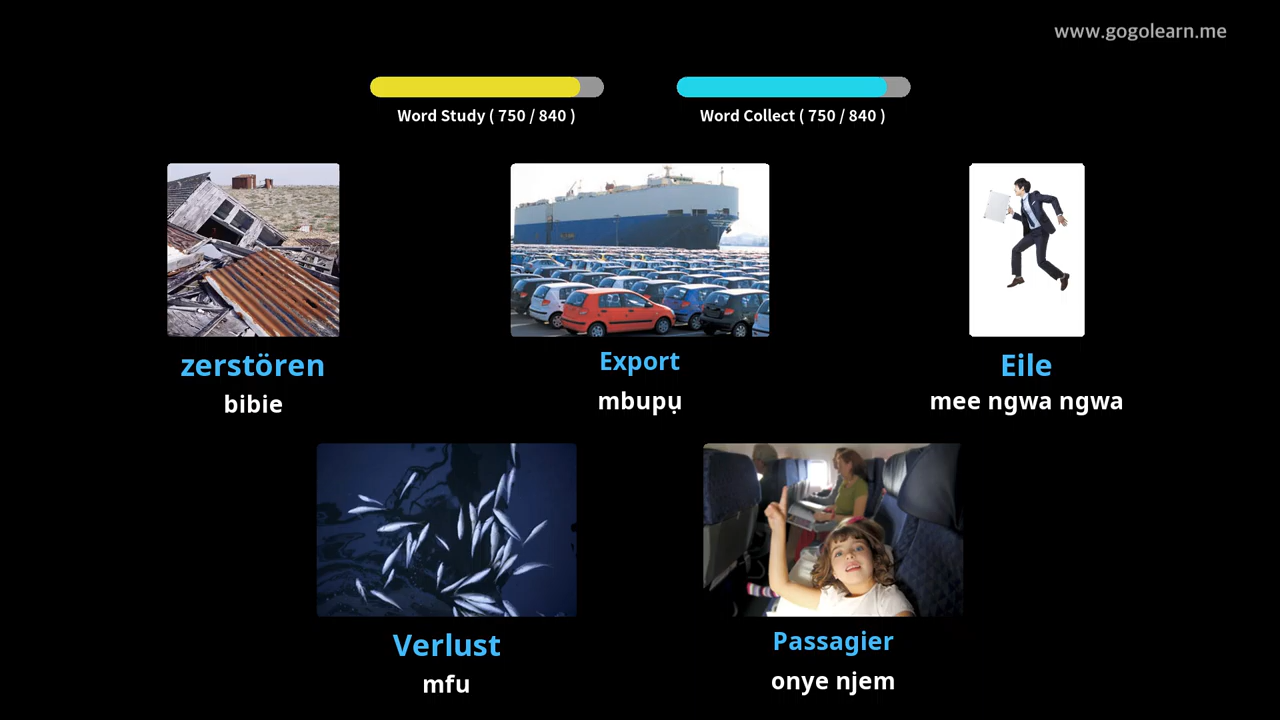 www.gogolearn.me
Word Study ( 750 / 840 )
Word Collect ( 750 / 840 )
zerstören
bibie
Export
mbupụ
Eile
mee ngwa ngwa
Verlust
mfu
Passagier
onye njem